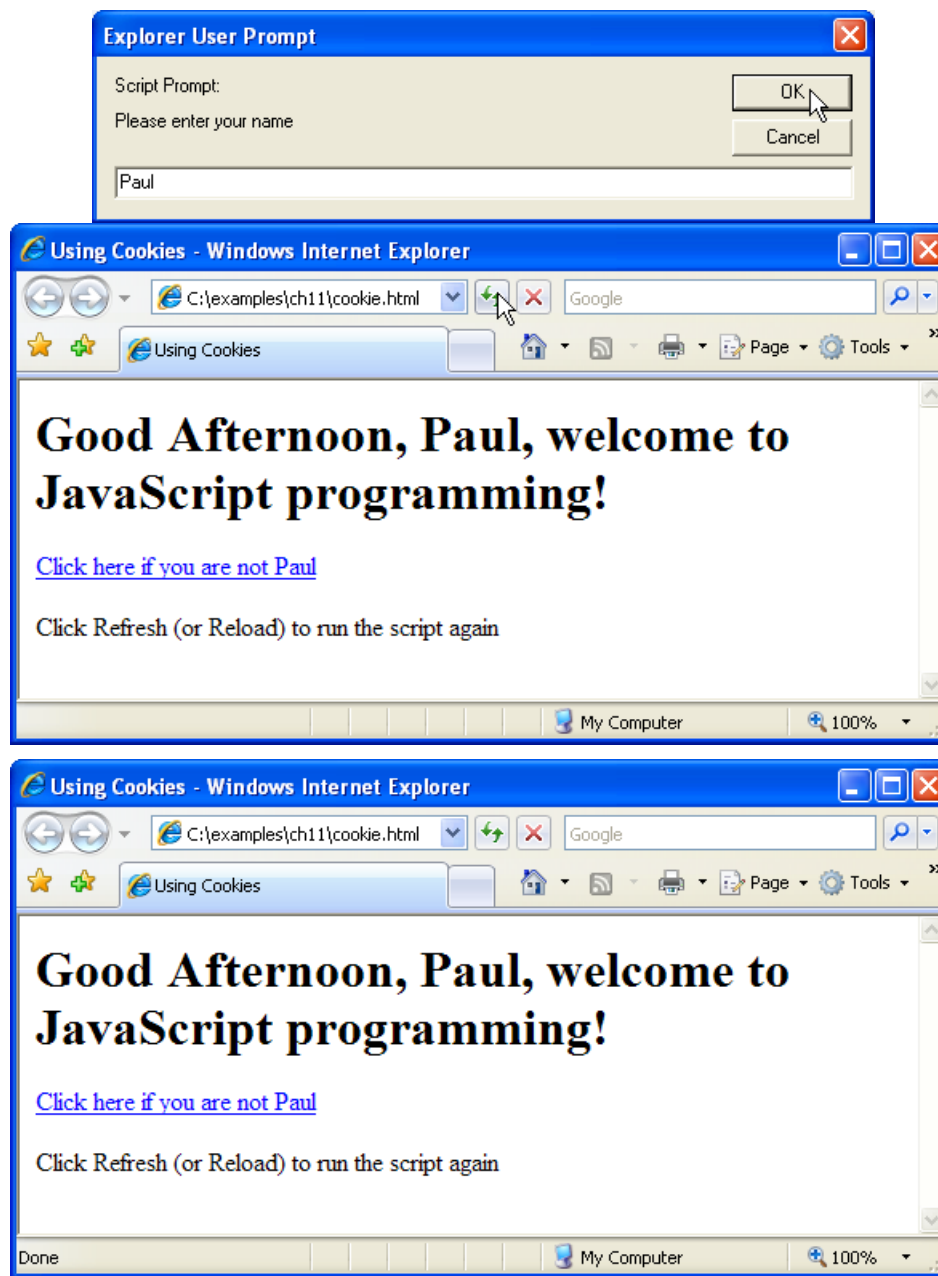 Explorer User Prompt
Script Prompt:
OK
Please enter your name
Cancel
Paul
Using Cookies - Windows Internet Explorer
C:\examples\ch11\cookie.html Google
Using Cookies Page Tools »
Good Afternoon, Paul, welcome to
JavaScript programming!
Click here if you are not Paul
Click Refresh (or Reload) to run the script again
My Computer 100%
Using Cookies - Windows Internet Explorer
C:\examples\ch11\cookie.html Google
Using Cookies Page Tools »
Good Afternoon, Paul, welcome to
JavaScript programming!
Click here if you are not Paul
Click Refresh (or Reload) to run the script again
Done My Computer 100%